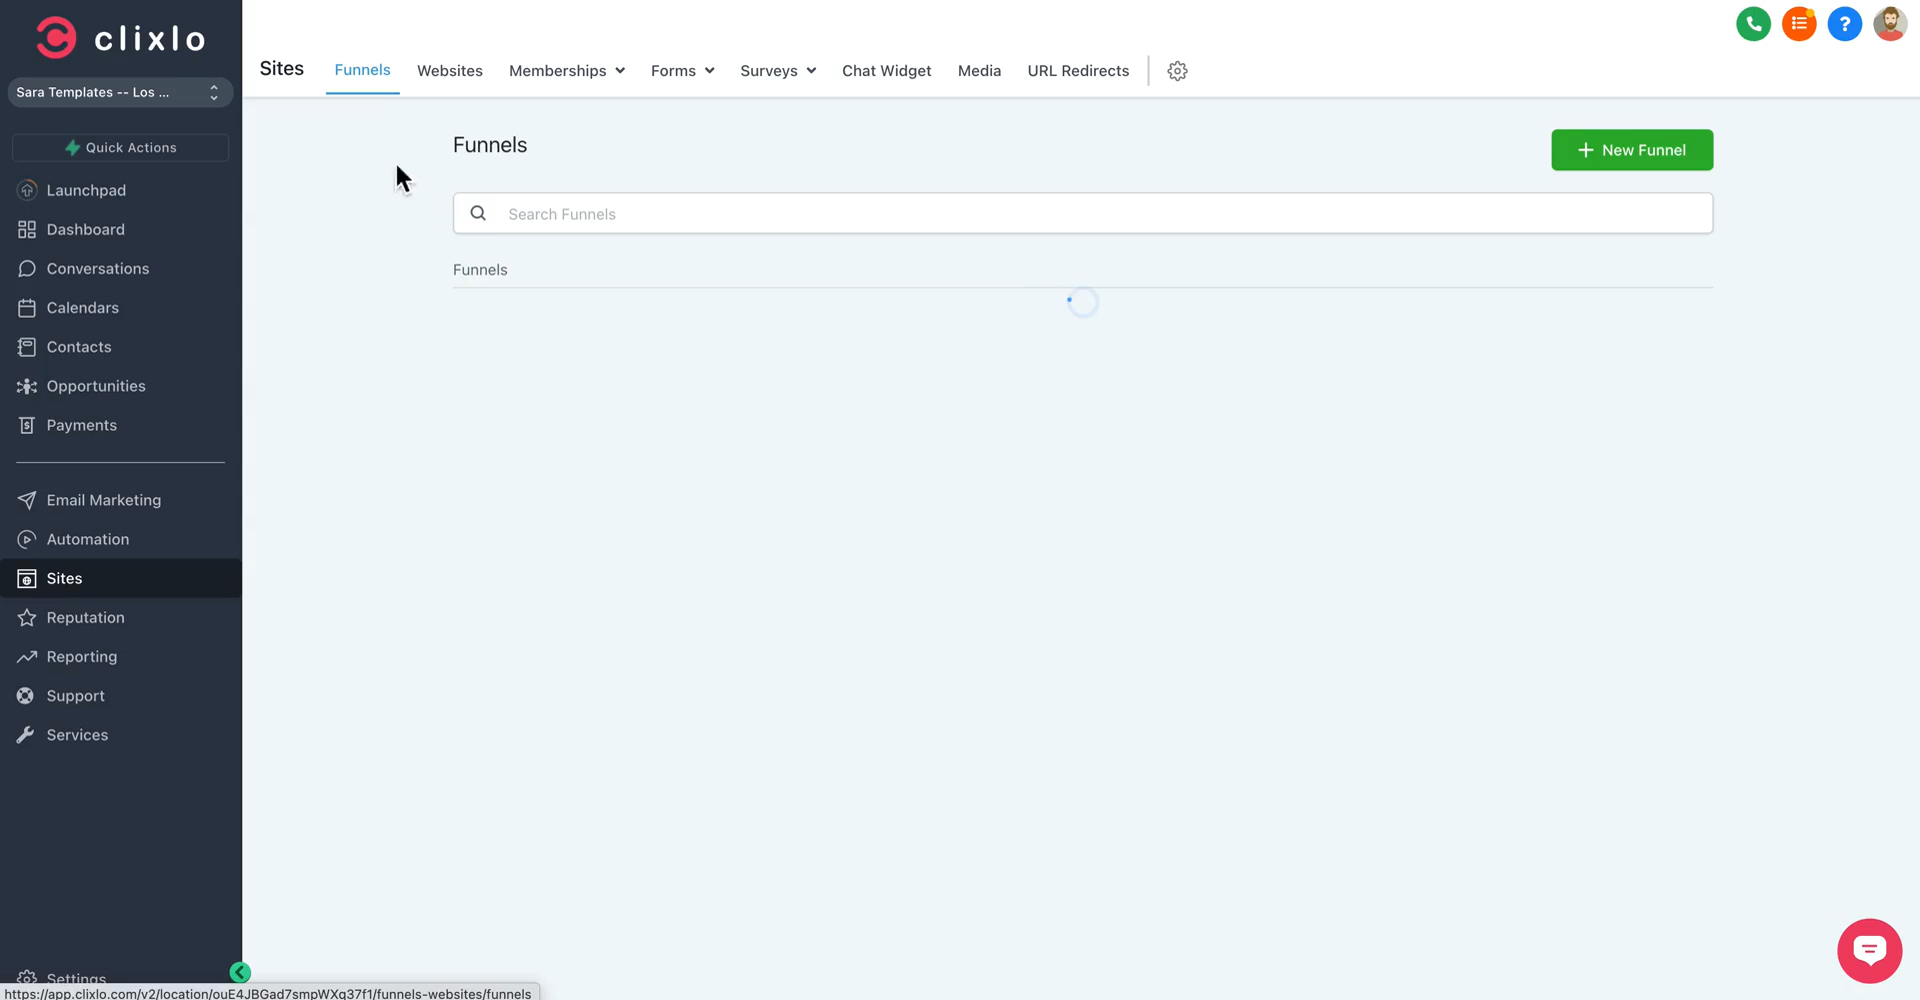 clixlo
Sara Templates -- Los ...
Quick Actions
Launchpad
Dashboard
Conversations
Calendars
Contacts
Opportunities
Payments
Email Marketing
Automation
Sites
Reputation
Reporting
Support
Services
Settings
https://app.clixlo.com/v2/location/ouE4JBGad7smpWXq37f1/funnels-websites/funnels
Sites Funnels Websites Memberships Forms Surveys Chat Widget Media URL Redirects
?
Funnels
+ New Funnel
Search Funnels
Funnels